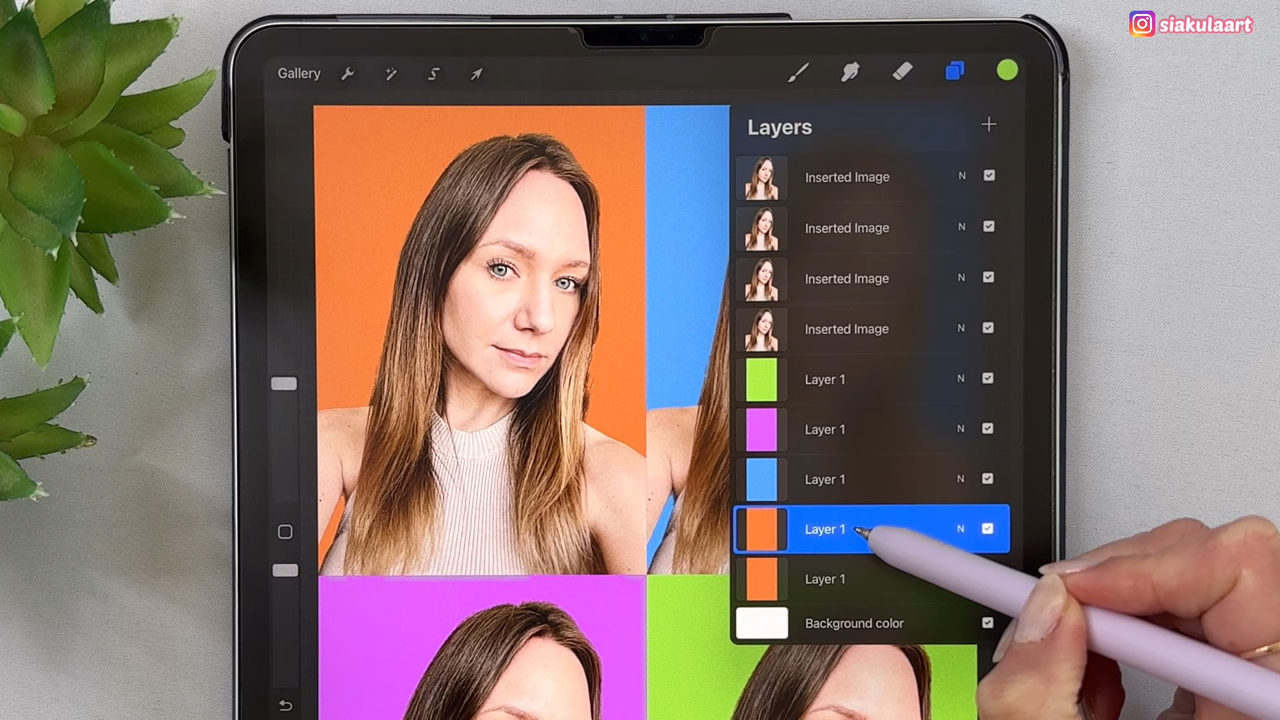 siakulaart
Gallery
Layers
Inserted Image N
Inserted Image N
Inserted Image N
Inserted Image N
Layer 1 N
Layer 1 N
Layer 1 N
Layer 1 N
Layer 1
Background color